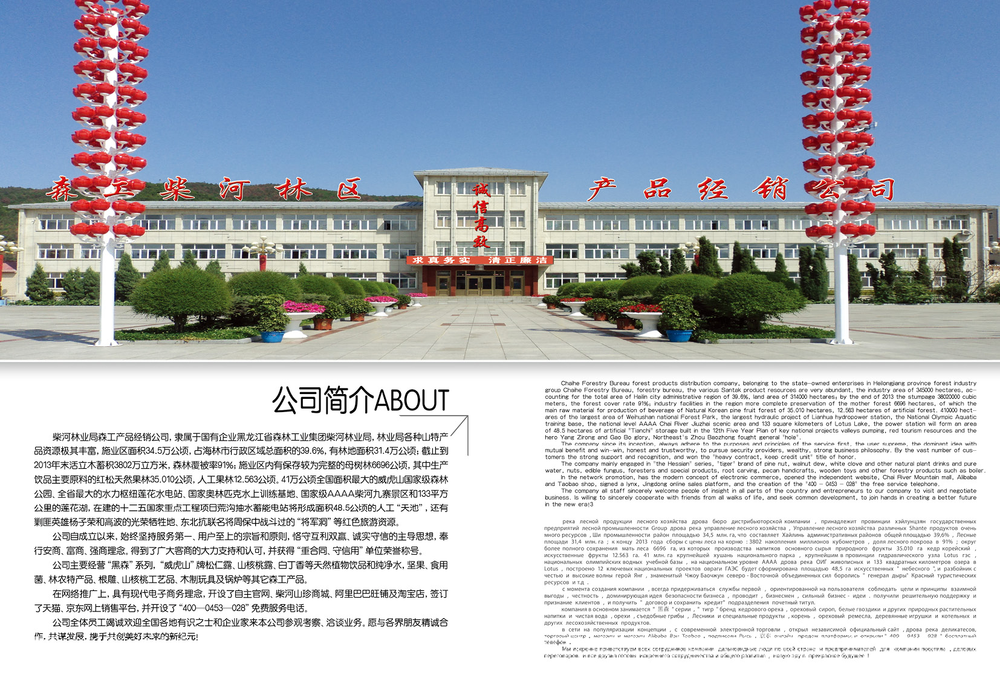 森工柴河林区
产品经销公司
诚信高效
求真务实 清正廉洁
公司简介ABOUT
柴河林业局森工产品经销公司，隶属于国有企业黑龙江省森林工业集团柴河林业局，林业局各种山特产
品资源极其丰富，施业区面积34.5万公顷，占海林市行政区域总面积的39.6%，有林地面积31.4万公顷；截止到
2013年末活立木蓄积3802万立方米，森林覆被率91%；施业区内有保存较为完整的母树林6696公顷，其中生产
饮品主要原料的红松天然果林35.010公顷，人工果林12.563公顷。41万公顷全国面积最大的威虎山国家级森林
公园、全省最大的水力枢纽莲花水电站、国家奥林匹克水上训练基地、国家级AAAA柴河九寨景区和133平方
公里的莲花湖，在建的十二五国家重点工程项目荒沟抽水蓄能电站将形成面积48.5公顷的人工“天池”，还有
剿匪英雄杨子荣和高波的光荣牺牲地、东北抗联名将周保中战斗过的“将军洞”等红色旅游资源。
公司自成立以来，始终坚持服务第一、用户至上的宗旨和原则，恪守互利双赢、诚实守信的主导思想，奉
行安商、富商、强商理念。得到了广大客商的大力支持和认可，并获得“重合同、守信用”单位荣誉称号。
公司主要经营“黑森”系列，“威虎山”牌松仁露、山核桃露、白丁香等天然植物饮品和纯净水，坚果、食用
菌、林农特产品、根雕、山核桃工艺品、木制玩具及锅炉等其它森工产品。
在网络推广上，具有现代电子商务理念，开设了自主官网、柴河山珍商城、阿里巴巴旺铺及淘宝店，签订
了天猫、京东网上销售平台，并开设了“400—0453—028”免费服务电话。
公司全体员工竭诚欢迎全国各地有识之士和企业家来本公司参观考察、洽谈业务。愿与各界朋友精诚合
作，共谋发展，携手共创美好未来的新纪元!
Chaihe Forestry Bureau forest products distribution company, belonging to the state-owned enterprises in Heilongjiang province forest industry
group Chaihe Forestry Bureau, forestry bureau, the various Santak product resources are very abundant, the industry area of 345000 hectares, ac-
counting for the total area of Hailin city administrative region of 39.6%, land area of 314000 hectares; by the end of 2013 the stumpage 38020000 cubic
meters, the forest cover rate 91%; industry facilities in the region more complete preservation of the mother forest 6696 hectares, of which the
main raw material for production of beverage of Natural Korean pine fruit forest of 35.010 hectares, 12.563 hectares of artificial forest. 410000 hect-
ares of the largest area of Weihushan national Forest Park, the largest hydraulic project of Lianhua hydropower station, the National Olympic Aquatic
training base, the national level AAAA Chai River Jiuzhai scenic area and 133 square kilometers of Lotus Lake, the power station will form an area
of 48.5 hectares of artificial "Tianchi" storage built in the 12th Five Year Plan of key national projects valleys pumping, red tourism resources and the
hero Yang Zirong and Gao Bo glory, Northeast's Zhou Baozhong fought general "hole".
The company since its inception, always adhere to the purposes and principles of the service first, the user supreme, the dominant idea with
mutual benefit and win-win, honest and trustworthy, to pursue security providers, wealthy, strong business philosophy. By the vast number of cus-
tomers the strong support and recognition, and won the "heavy contract, keep credit unit" title of honor.
The company mainly engaged in "the Hessian" series, "tiger" brand of pine nut, walnut dew, white clove and other natural plant drinks and pure
water, nuts, edible fungus, foresters and special products, root carving, pecan handicrafts, wooden toys and other forestry products such as boiler.
In the network promotion, has the modern concept of electronic commerce, opened the independent website, Chai River Mountain mall, Alibaba
and Taobao shop, signed a lynx, Jingdong online sales platform, and the creation of the "400 - 0453 - 028" the free service telephone.
The company all staff sincerely welcome people of insight in all parts of the country and entrepreneurs to our company to visit and negotiate
business. Is willing to sincerely cooperate with friends from all walks of life, and seek common development, to join hands in creating a better future
in the new era!3
река лесной продукции лесного хозяйства дрова бюро дистрибьюторской компании , принадлежит провинции хэйлунцзян государственных
предприятий лесной промышленности Group дрова река управление лесного хозяйства , Управление лесного хозяйства различных Shante продуктов очень
много ресурсов , Ши промышленности район площадью 34,5 млн. га, что составляет Хайлинь административных районов общей площадью 39,6% , Лесные
площади 31,4 млн. га ; к концу 2013 года сборы с цены леса на корню : 3802 накопления миллионов кубометров , доля лесного покрова в 91% ; округ
более полного сохранения мать леса 6696 га, из которых производства напитков основного сырья природного фрукты 35.010 га кедр корейский ,
искусственные фрукты 12.563 га. 41 млн. га крупнейшей хушань национального парка , крупнейшим в провинции гидравлического узла Lotus гэс ,
национальных олимпийских водных учебной базы , на национальном уровне АААА дрова река ОИГ живописных и 133 квадратных километров озера в
Lotus , построено 12 ключевых национальных проектов овраги ГАЭС будет сформирована площадью 48,5 га искусственных " небесного ", и разбойник с
честью и высокие волны герой Янг , знаменитый Чжоу Баочжун северо - Восточной объединенных сил боролись " генерал дыры" Красный туристических
ресурсов и т.д .
с момента создания компании , всегда придерживаться службы первой , ориентированной на пользователя соблюдать цели и принципы взаимной
выгоды , честность , доминирующая идея безопасности бизнеса , проводит , бизнесмен , сильный бизнес - идеи . получили решительную поддержку и
признание клиентов , и получить " договор и сохранить кредит" подразделения почетный титул.
компания в основном занимается " 黑森 " серии , " тигр " бренд кедрового ореха , ореховый сироп, белые гвоздики и других природных растительных
напитки и чистая вода , орехи , съедобные грибы , Лесники и специальные продукты , корень , ореховый ремесла, деревянные игрушки и котельных и
других лесохозяйственных продуктов.
в сети на популяризации концепции , с современной электронной торговли , открыл независимой официальный сайт , дрова река деликатесов,
торговый центр , магазин и магазин Alibaba Ван Taobao , подписали Рысь , 京东 онлайн продаж платформы, и открыли " 400 0453 028 " бесплатный
телефон .
Мы искренне приветствуем всех сотрудников компании дальновидные люди по всей стране и предпринимателей для компании посетила , деловых
переговоров и все друзья готовы искреннего сотрудничества и общего развития , новую эру в прекрасное будущее !